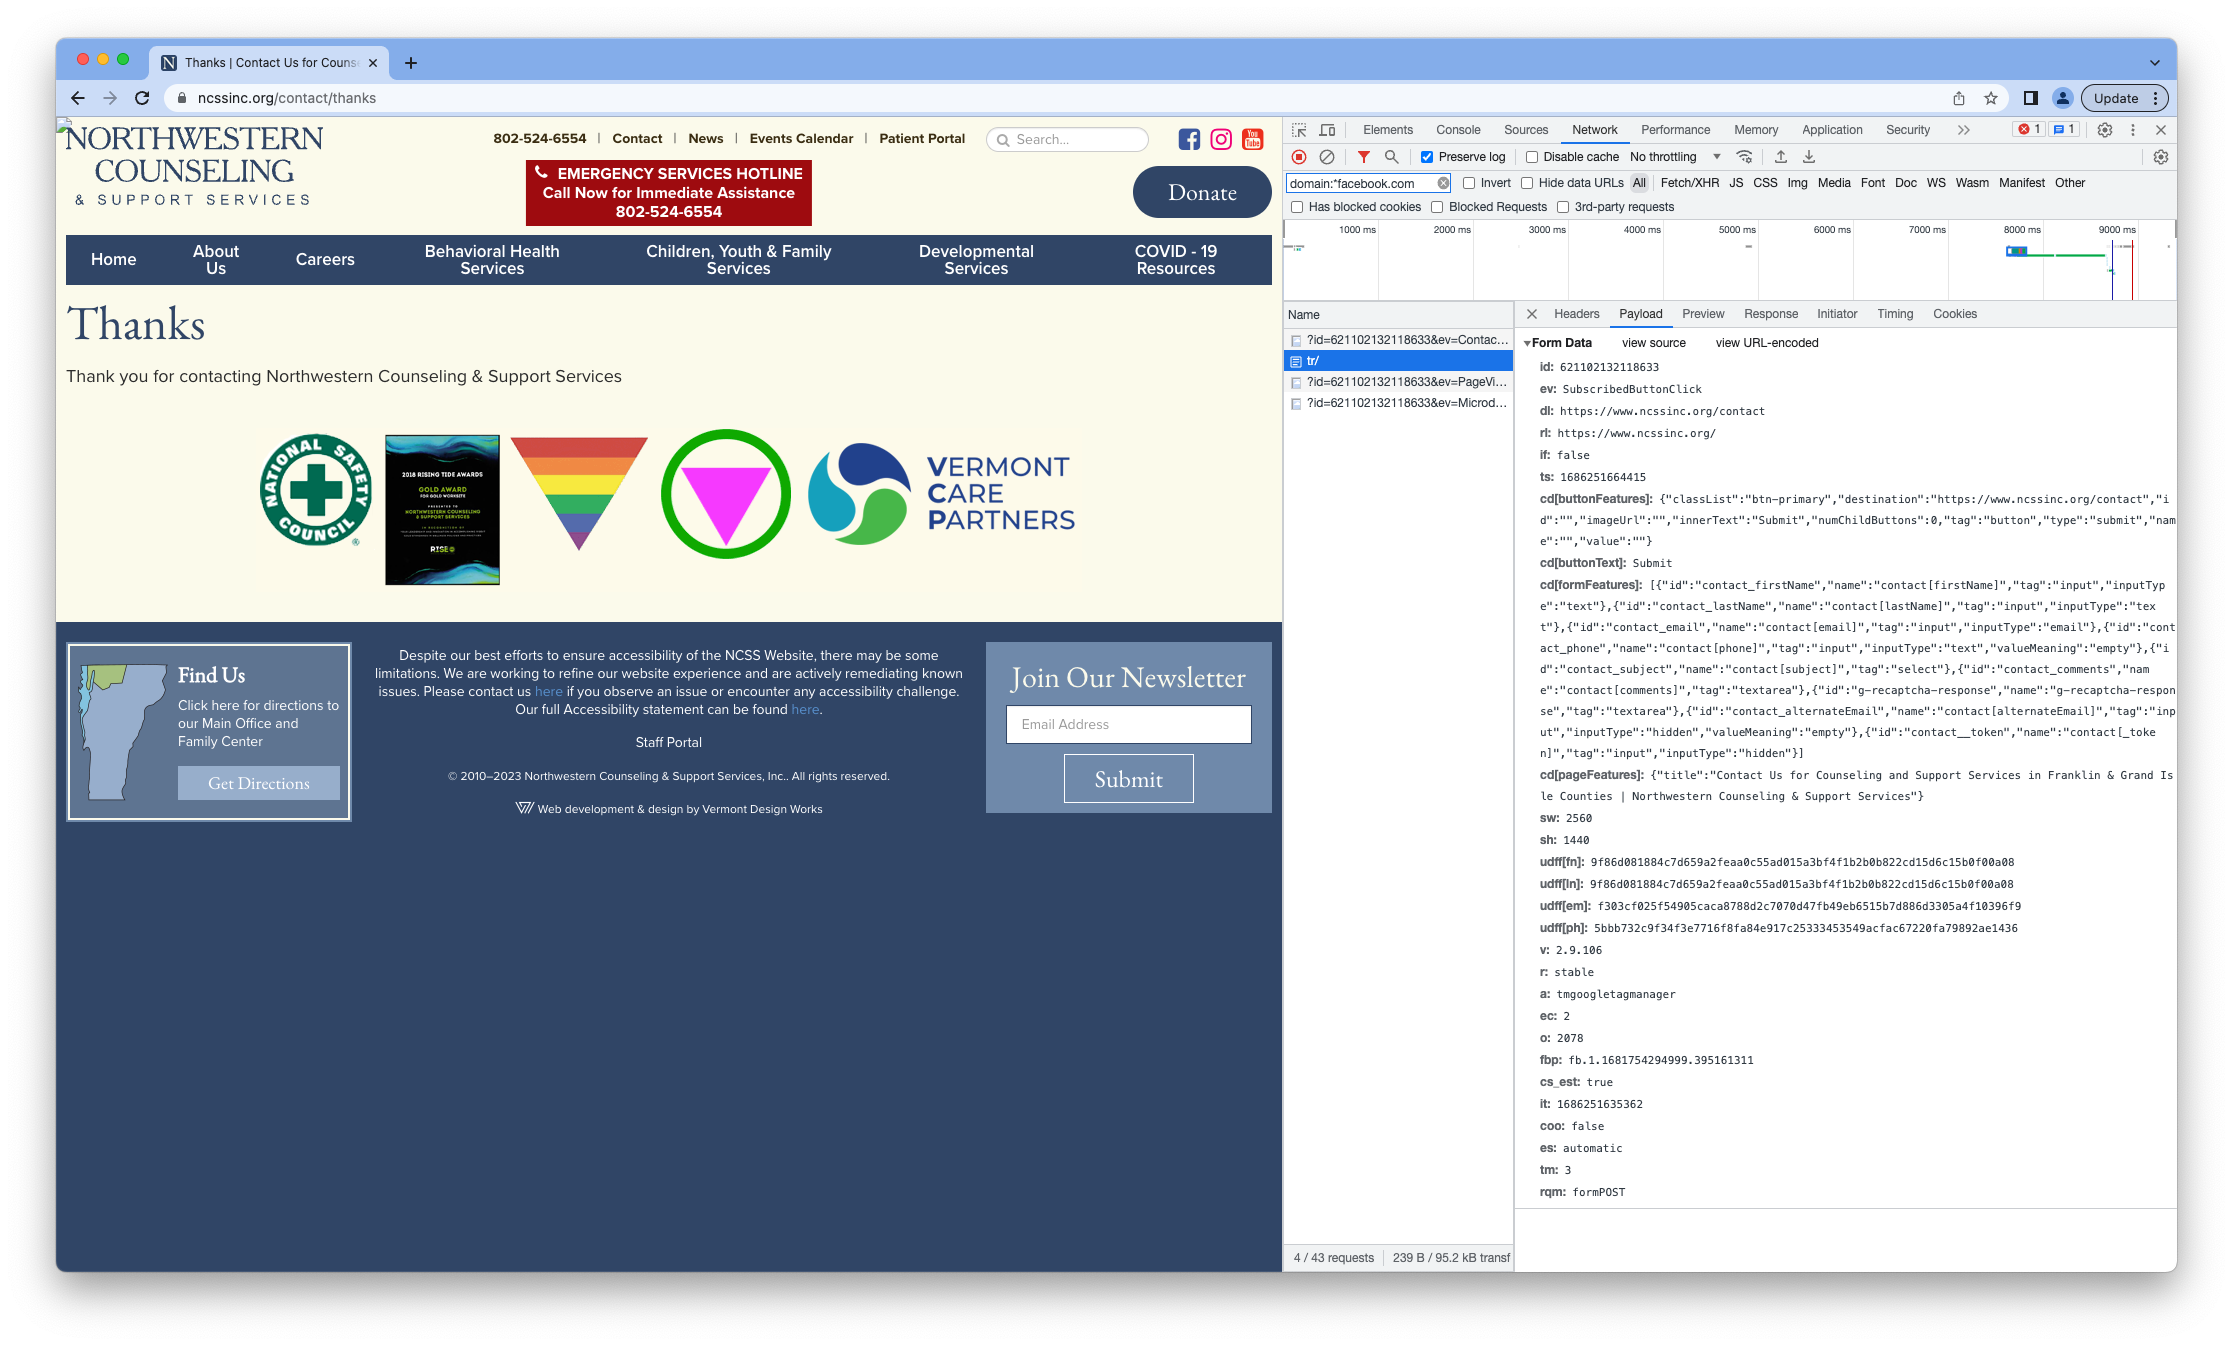 Thanks | Contact Us for Couns
ncssinc.org/contact/thanks
Update
NORTHWESTERN
COUNSELING
& SUPPORT SERVICES
802-524-6554 | Contact | News | Events Calendar | Patient Portal
Search...
EMERGENCY SERVICES HOTLINE
Call Now for Immediate Assistance
802-524-6554
Donate
Home
About Us
Careers
Behavioral Health Services
Children, Youth & Family Services
Developmental Services
COVID - 19 Resources
Thanks
Thank you for contacting Northwestern Counseling & Support Services
NATIONAL SAFETY COUNCIL
2018 RISING TIDE AWARDS
GOLD AWARD
FOR GOLD WORKSITE
PRESENTED TO
NORTHWESTERN COUNSELING
& SUPPORT SERVICES
RISE
VERMONT
CARE
PARTNERS
Find Us
Click here for directions to
our Main Office and
Family Center
Get Directions
Despite our best efforts to ensure accessibility of the NCSS Website, there may be some
limitations. We are working to refine our website experience and are actively remediating known
issues. Please contact us here if you observe an issue or encounter any accessibility challenge.
Our full Accessibility statement can be found here.
Staff Portal
© 2010–2023 Northwestern Counseling & Support Services, Inc.. All rights reserved.
Web development & design by Vermont Design Works
Join Our Newsletter
Email Address
Submit
Elements Console Sources Network Performance Memory Application Security 1 1
Preserve log Disable cache No throttling
domain:*facebook.com Invert Hide data URLs All Fetch/XHR JS CSS Img Media Font Doc WS Wasm Manifest Other
Has blocked cookies Blocked Requests 3rd-party requests
1000 ms 2000 ms 3000 ms 4000 ms 5000 ms 6000 ms 7000 ms 8000 ms 9000 ms
Name
?id=621102132118633&ev=Contac...
tr/
?id=621102132118633&ev=PageVi...
?id=621102132118633&ev=Microd...
4 / 43 requests 239 B / 95.2 kB transf
Headers Payload Preview Response Initiator Timing Cookies
Form Data view source view URL-encoded
id: 621102132118633
ev: SubscribedButtonClick
dl: https://www.ncssinc.org/contact
rl: https://www.ncssinc.org/
if: false
ts: 1686251664415
cd[buttonFeatures]: {"classList":"btn-primary","destination":"https://www.ncssinc.org/contact","i
d":"","imageUrl":"","innerText":"Submit","numChildButtons":0,"tag":"button","type":"submit","nam
e":"","value":""}
cd[buttonText]: Submit
cd[formFeatures]: [{"id":"contact_firstName","name":"contact[firstName]","tag":"input","inputTyp
e":"text"},{"id":"contact_lastName","name":"contact[lastName]","tag":"input","inputType":"tex
t"},{"id":"contact_email","name":"contact[email]","tag":"input","inputType":"email"},{"id":"cont
act_phone","name":"contact[phone]","tag":"input","inputType":"text","valueMeaning":"empty"},{"i
d":"contact_subject","name":"contact[subject]","tag":"select"},{"id":"contact_comments","nam
e":"contact[comments]","tag":"textarea"},{"id":"g-recaptcha-response","name":"g-recaptcha-respon
se","tag":"textarea"},{"id":"contact_alternateEmail","name":"contact[alternateEmail]","tag":"inp
ut","inputType":"hidden","valueMeaning":"empty"},{"id":"contact__token","name":"contact[_toke
n]","tag":"input","inputType":"hidden"}]
cd[pageFeatures]: {"title":"Contact Us for Counseling and Support Services in Franklin & Grand Is
le Counties | Northwestern Counseling & Support Services"}
sw: 2560
sh: 1440
udff[fn]: 9f86d081884c7d659a2feaa0c55ad015a3bf4f1b2b0b822cd15d6c15b0f00a08
udff[ln]: 9f86d081884c7d659a2feaa0c55ad015a3bf4f1b2b0b822cd15d6c15b0f00a08
udff[em]: f303cf025f54905caca8788d2c7070d47fb49eb6515b7d886d3305a4f10396f9
udff[ph]: 5bbb732c9f34f3e7716f8fa84e917c25333453549acfac67220fa79892ae1436
v: 2.9.106
r: stable
a: tmgoogletagmanager
ec: 2
o: 2078
fbp: fb.1.1681754294999.395161311
cs_est: true
it: 1686251635362
coo: false
es: automatic
tm: 3
rqm: formPOST